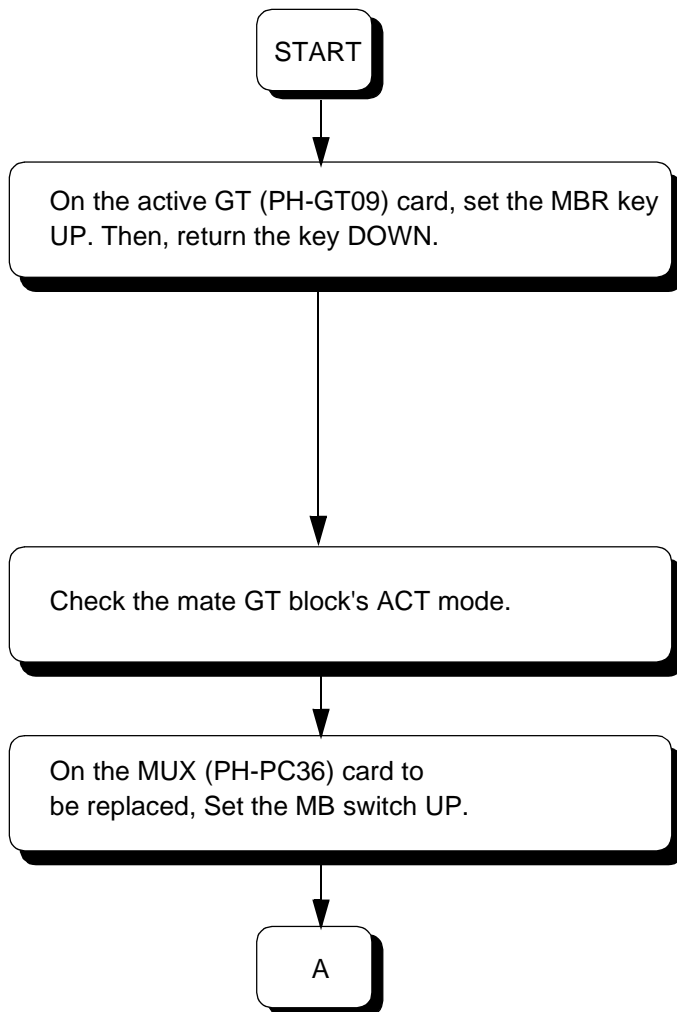 START
On the active GT (PH-GT09) card, set the MBR key
UP. Then, return the key DOWN.
Check the mate GT block's ACT mode.
On the MUX (PH-PC36) card to
be replaced, Set the MB switch UP.
A